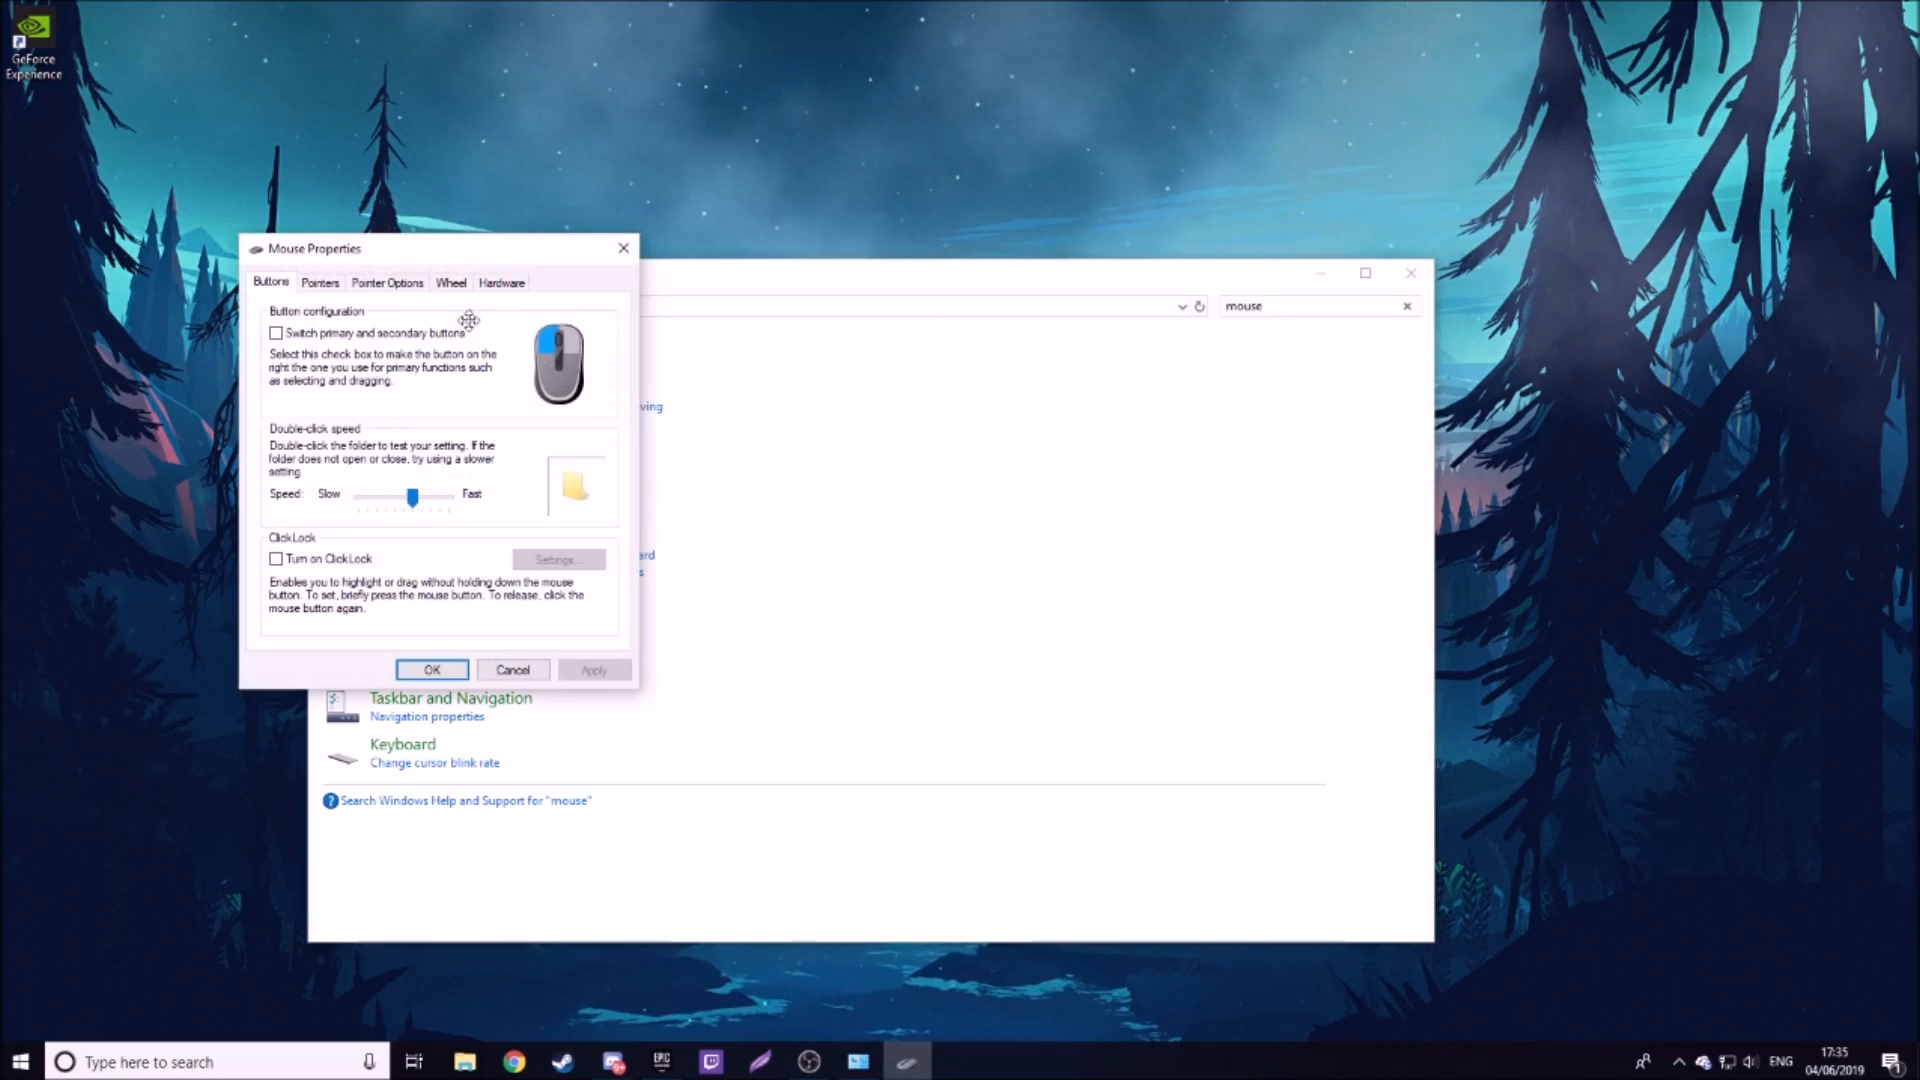 GeForce
Experience
Mouse Properties
Buttons
Pointers
Pointer Options
Wheel
Hardware
Button configuration
Switch primary and secondary buttons
Select this check box to make the button on the
right the one you use for primary functions such
as selecting and dragging.
Double-click speed
Double-click the folder to test your setting. If the
folder does not open or close, try using a slower
setting.
Speed: Slow Fast
ClickLock
Turn on ClickLock
Settings...
Enables you to highlight or drag without holding down the mouse
button. To set, briefly press the mouse button. To release, click the
mouse button again.
OK
Cancel
Apply
mouse
ving
ard
s
Taskbar and Navigation
Navigation properties
Keyboard
Change cursor blink rate
Search Windows Help and Support for "mouse"
Type here to search
EPIC
GAMES
9+
ENG
17:35
04/06/2019
1